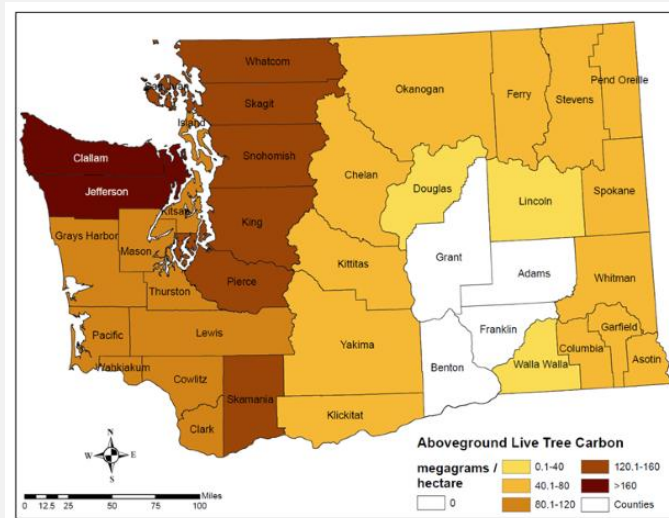 Whatcom
Okanogan
Ferry
Stevens
Pend Oreille
San Juan
Skagit
Island
Clallam
Snohomish
Chelan
Jefferson
Douglas
Lincoln
Spokane
Kitsap
King
Grays Harbor
Mason
Grant
Kittitas
Adams
Pierce
Whitman
Thurston
Pacific
Lewis
Franklin
Garfield
Yakima
Columbia
Wahkiakum
Benton
Walla Walla
Asotin
Cowlitz
Skamania
Klickitat
Clark
N
W E
S
Aboveground Live Tree Carbon
megagrams /
hectare
0
0.1-40
40.1-80
80.1-120
120.1-160
>160
Counties
Miles
0 12.5 25 50 75 100